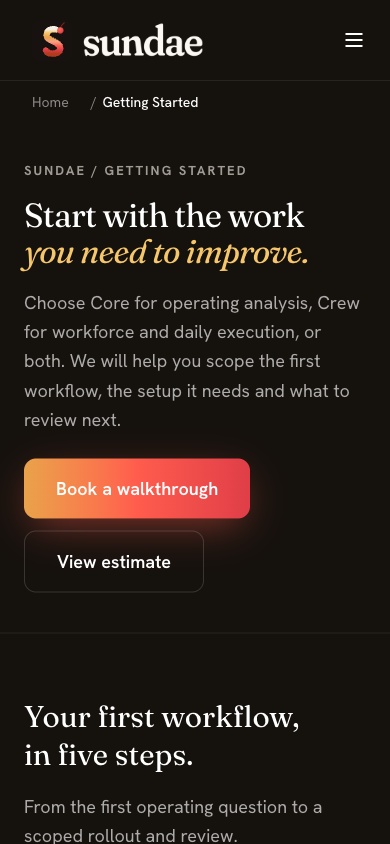 sundae
Home / Getting Started
SUNDAE / GETTING STARTED
Start with the work
you need to improve.
Choose Core for operating analysis, Crew
for workforce and daily execution, or
both. We will help you scope the first
workflow, the setup it needs and what to
review next.
Book a walkthrough
View estimate
Your first workflow,
in five steps.
From the first operating question to a
scoped rollout and review.